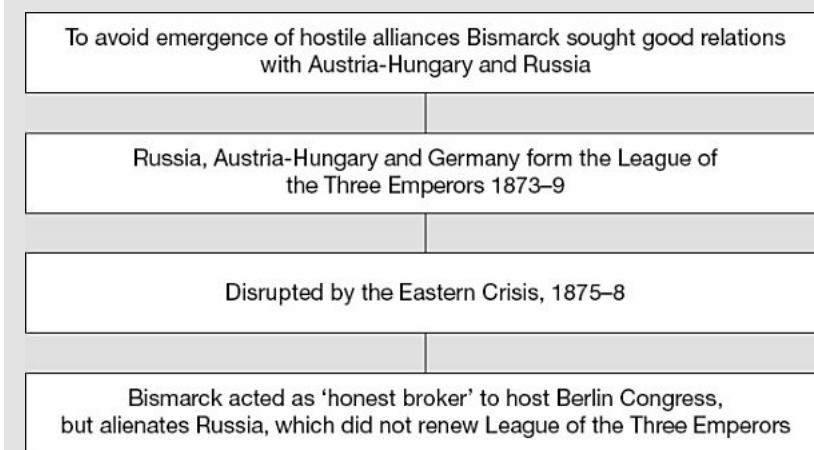 To avoid emergence of hostile alliances Bismarck sought good relations
with Austria-Hungary and Russia
Russia, Austria-Hungary and Germany form the League of
the Three Emperors 1873–9
Disrupted by the Eastern Crisis, 1875–8
Bismarck acted as ‘honest broker’ to host Berlin Congress,
but alienates Russia, which did not renew League of the Three Emperors